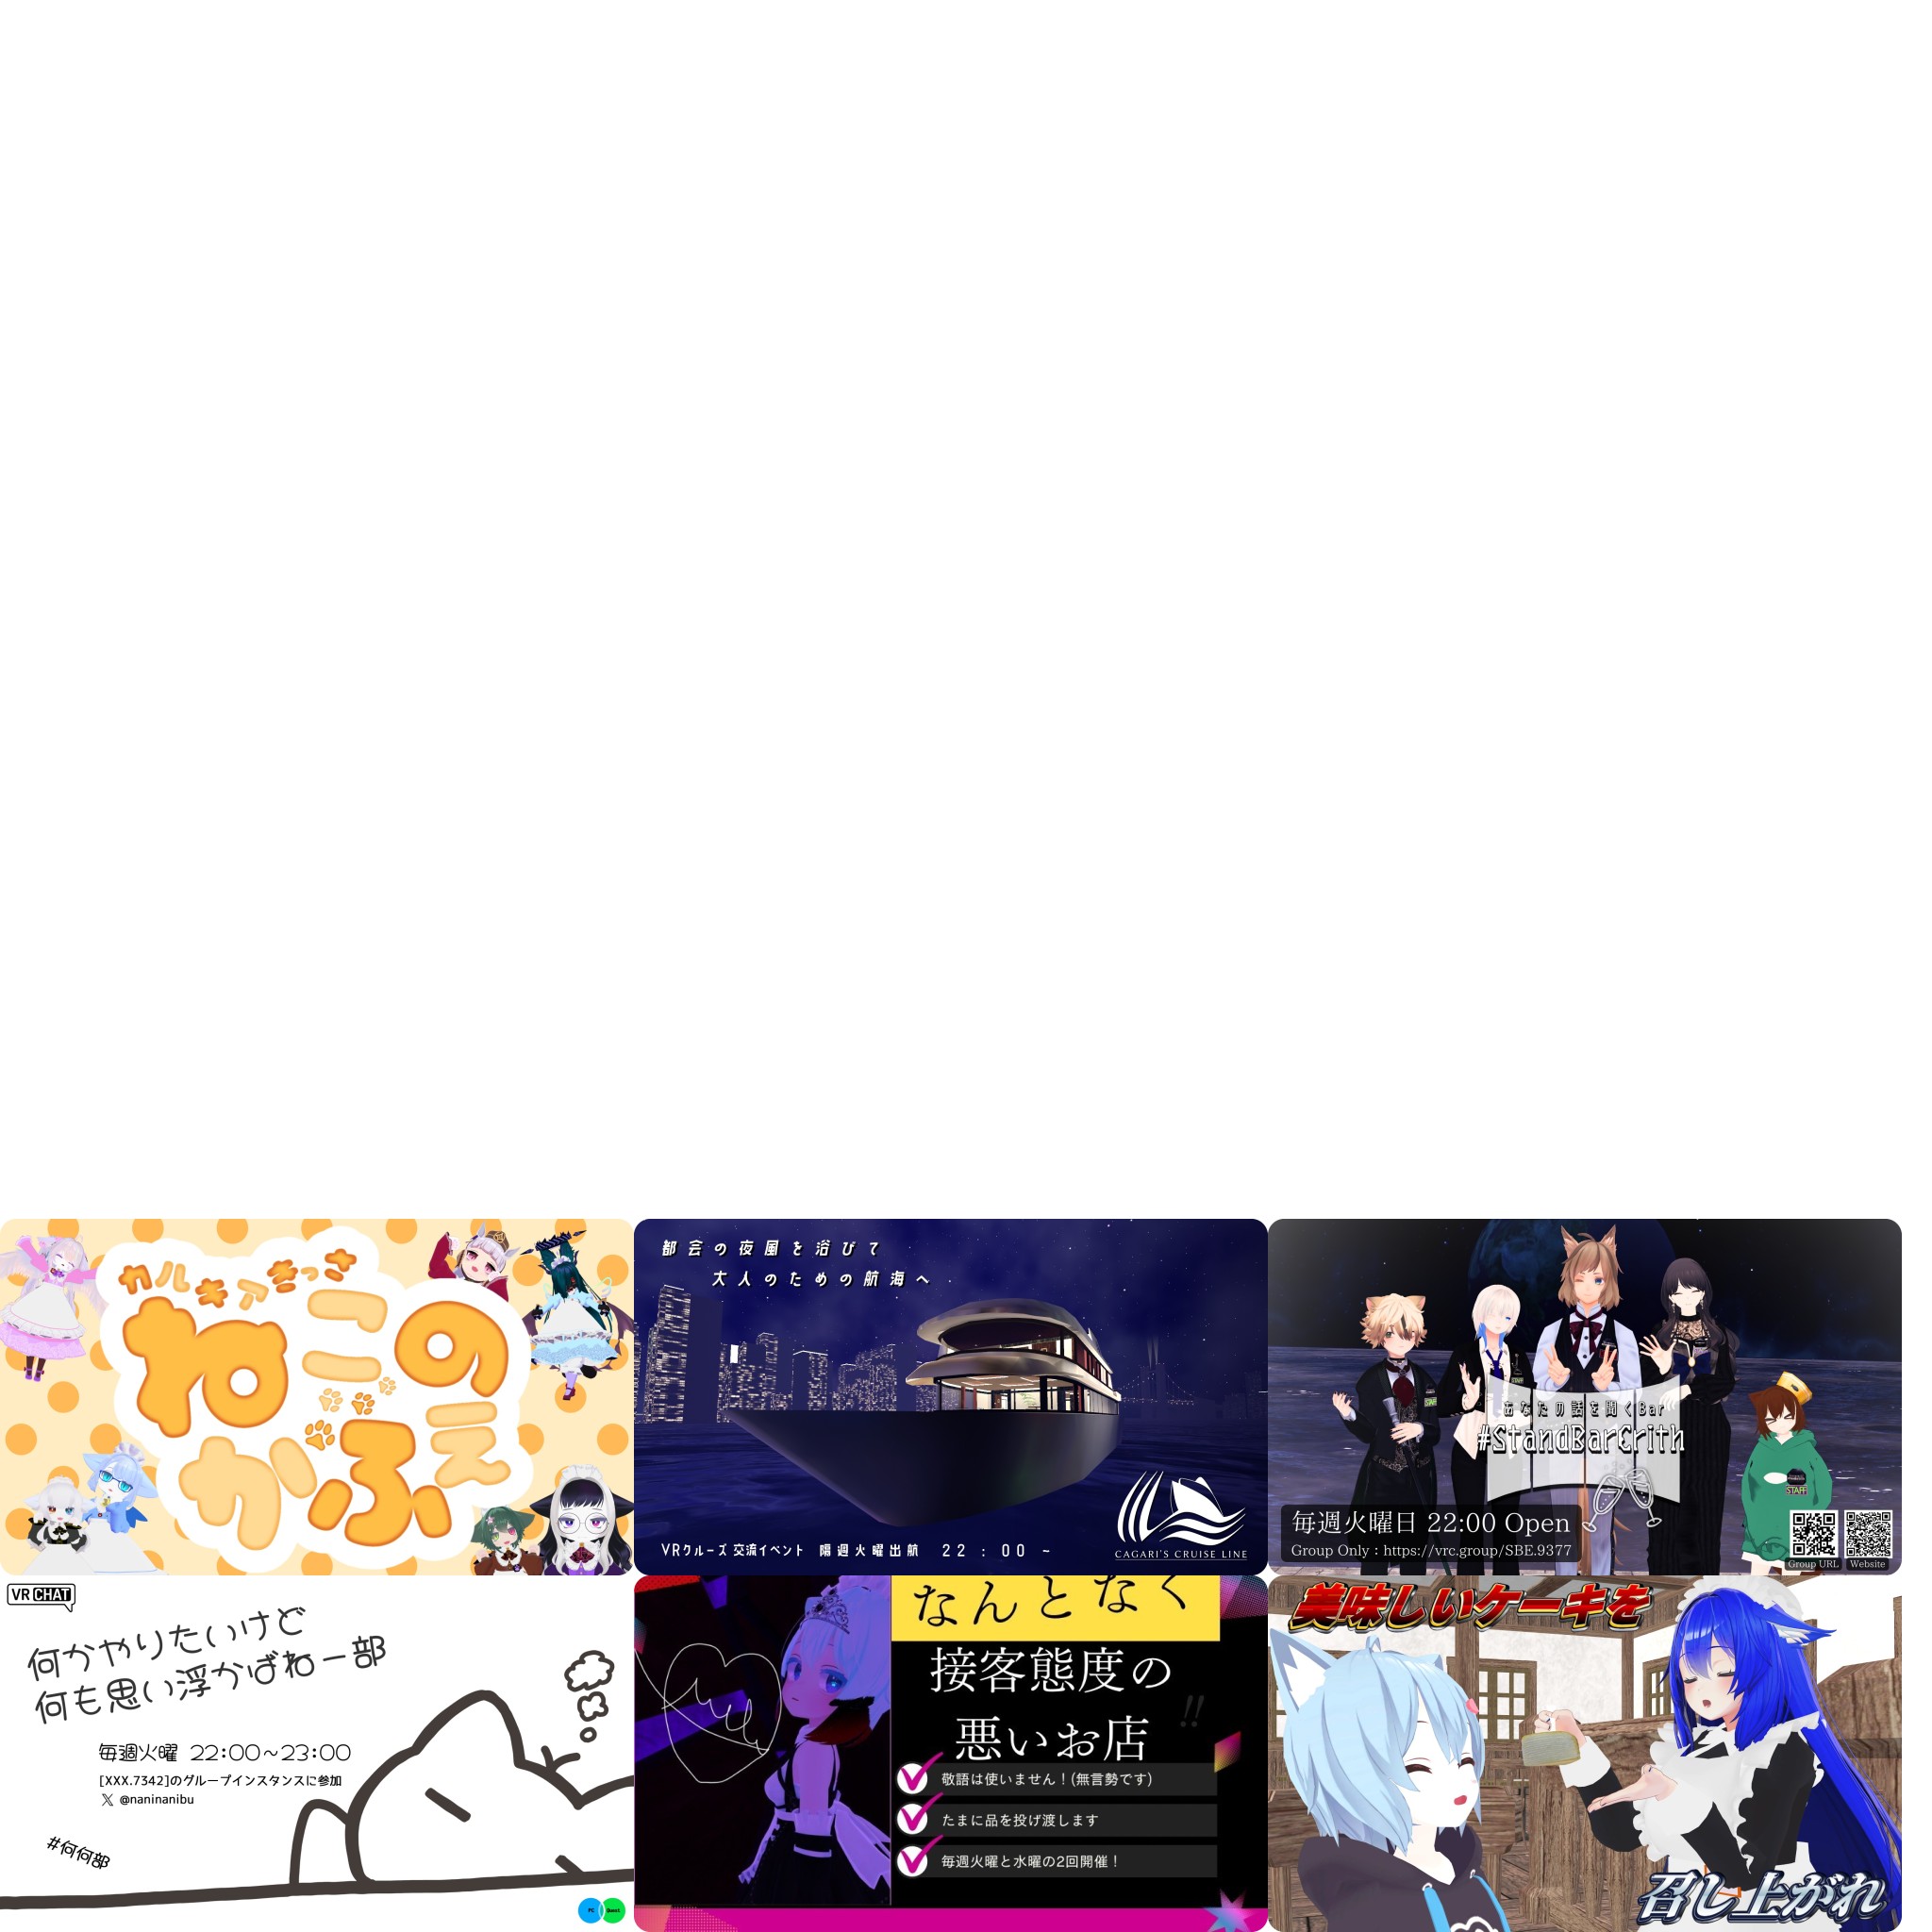 カルキアきっさ
ねこの
かふぇ
都会の夜風を浴びて
大人のための航海へ
VRクルーズ交流イベント 隔週火曜出航 22:00 ~
CAGARI'S CRUISE LINE
あなたの話を聞くBar
#StandBarCrith
STAFF
STAFF
STAFF
毎週火曜日 22:00 Open
Group Only : https://vrc.group/SBE.9377
Group URL
Website
VRCHAT
何かやりたいけど
何も思い浮かばねー部
毎週火曜 22:00~23:00
[XXX.7342]のグループインスタンスに参加
X @naninanibu
#何何部
PC
Quest
なんとなく
接客態度の
悪いお店
!!
敬語は使いません！(無言勢です)
たまに品を投げ渡します
毎週火曜と水曜の2回開催！
美味しいケーキを
召し上がれ